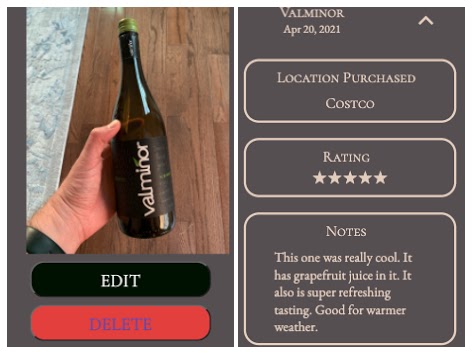 valmiñor
EDIT
DELETE
Valminor
Apr 20, 2021
Location Purchased
Costco
Rating
★★★★★
Notes
This one was really cool. It
has grapefruit juice in it. It
also is super refreshing
tasting. Good for warmer
weather.